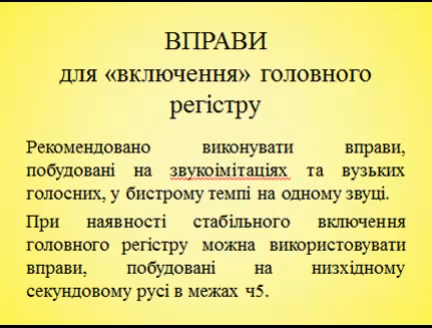 ВПРАВИ
для «включення» головного
регістру
Рекомендовано виконувати вправи,
побудовані на звукоімітаціях та вузьких
голосних, у бистрому темпі на одному звуці.
При наявності стабільного включення
головного регістру можна використовувати
вправи, побудовані на низхідному
секундовому русі в межах ч5.